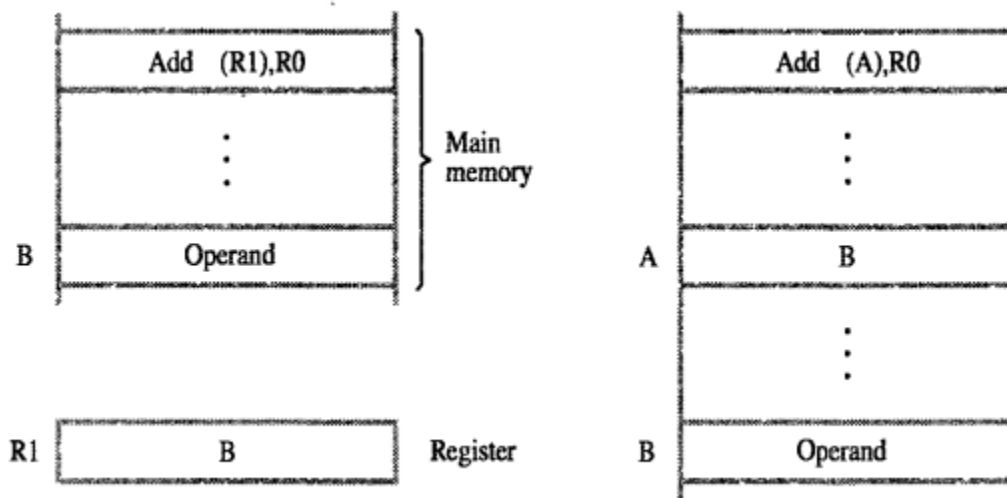 Add (R1),R0
Main
memory
B
Operand
R1
B
Register
Add (A),R0
A
B
B
Operand